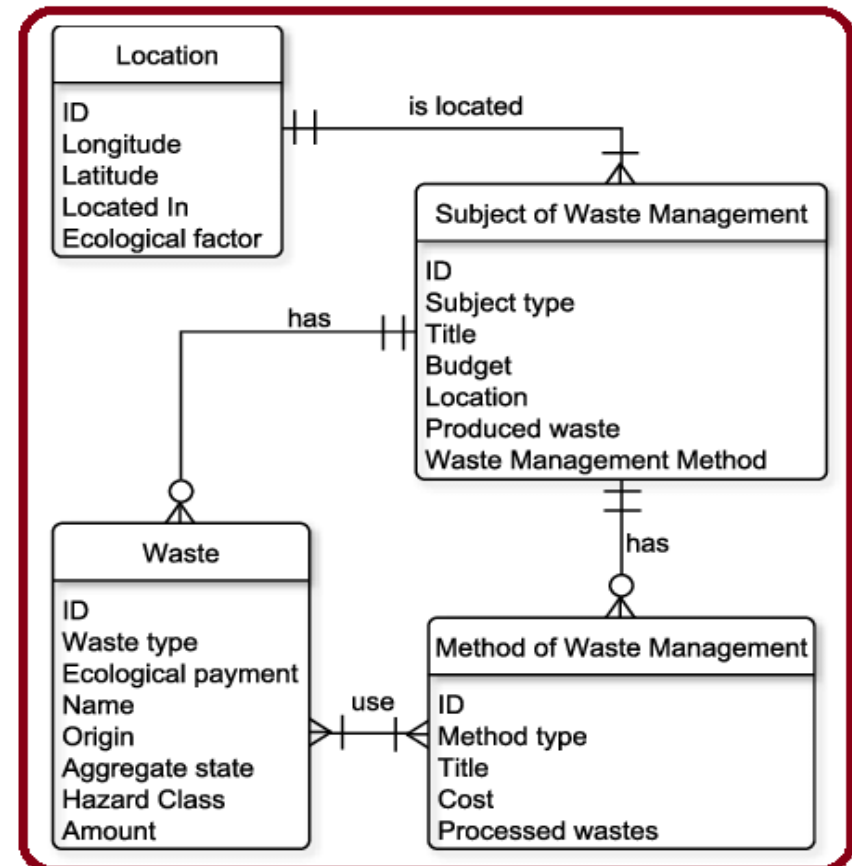 Location
ID
Longitude
Latitude
Located In
Ecological factor
is located
Subject of Waste Management
ID
Subject type
Title
Budget
Location
Produced waste
Waste Management Method
has
has
Waste
ID
Waste type
Ecological payment
Name
Origin
Aggregate state
Hazard Class
Amount
use
Method of Waste Management
ID
Method type
Title
Cost
Processed wastes